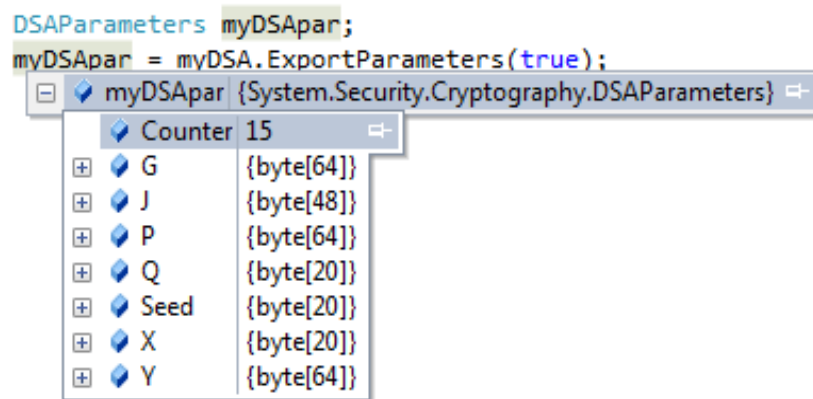 DSAParameters myDSApar;
myDSApar = myDSA.ExportParameters(true);
myDSApar {System.Security.Cryptography.DSAParameters}
Counter 15
G {byte[64]}
J {byte[48]}
P {byte[64]}
Q {byte[20]}
Seed {byte[20]}
X {byte[20]}
Y {byte[64]}